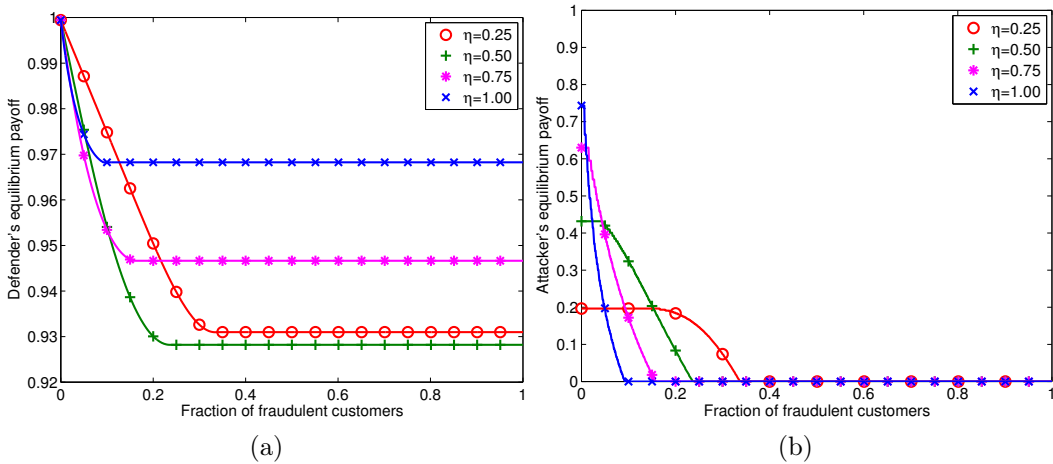 Defender's equilibrium payoff
1
0.99
0.98
0.97
0.96
0.95
0.94
0.93
0.92
0
0.2
0.4
0.6
0.8
1
Fraction of fraudulent customers
η=0.25
η=0.50
η=0.75
η=1.00
(a)
Attacker's equilibrium payoff
1
0.9
0.8
0.7
0.6
0.5
0.4
0.3
0.2
0.1
0
0
0.2
0.4
0.6
0.8
1
Fraction of fraudulent customers
η=0.25
η=0.50
η=0.75
η=1.00
(b)